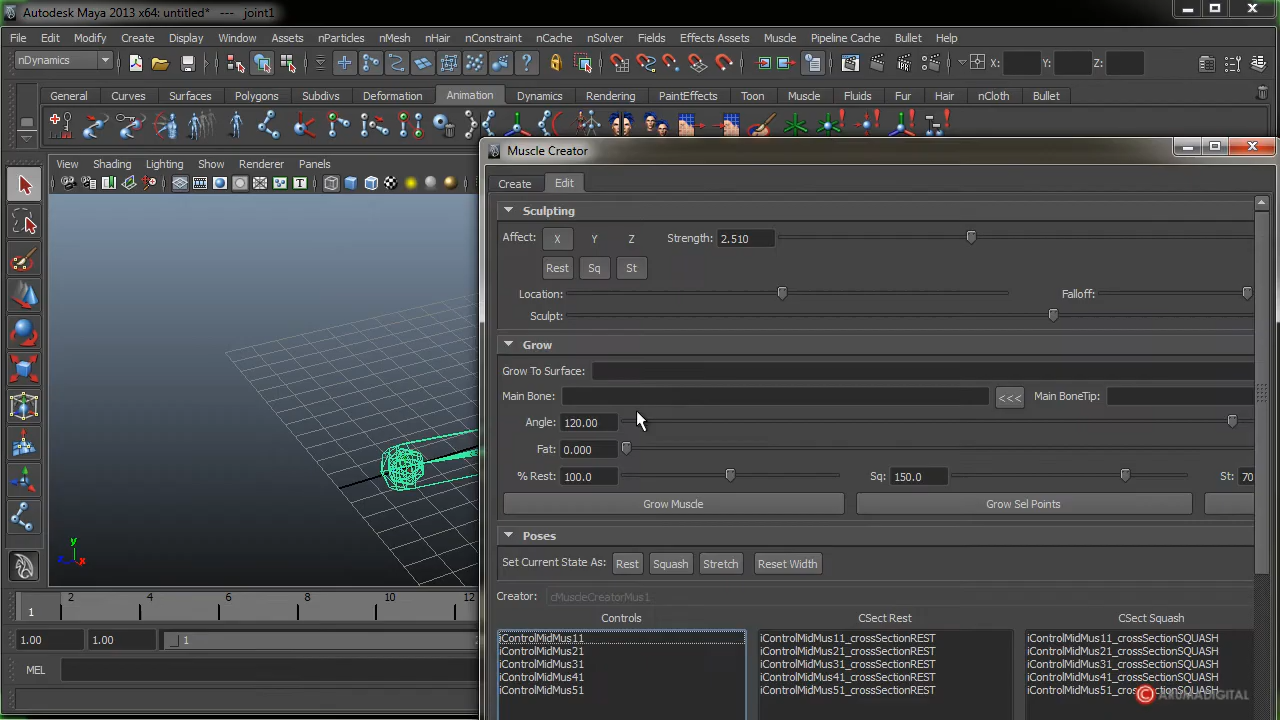 Autodesk Maya 2013 x64: untitled* --- joint1
File Edit Modify Create Display Window Assets nParticles nMesh nHair nConstraint nCache nSolver Fields Effects Assets Muscle Pipeline Cache Bullet Help
nDynamics X: Y: Z:
General Curves Surfaces Polygons Subdivs Deformation Animation Dynamics Rendering PaintEffects Toon Muscle Fluids Fur Hair nCloth Bullet
View Shading Lighting Show Renderer Panels
Muscle Creator
Create Edit
Sculpting
Affect: X Y Z Strength: 2.510
Rest Sq St
Location: Falloff:
Sculpt:
Grow
Grow To Surface:
Main Bone: <<< Main BoneTip:
Angle: 120.00
Fat: 0.000
% Rest: 100.0 Sq: 150.0 St: 70
Grow Muscle Grow Sel Points
Poses
Set Current State As: Rest Squash Stretch Reset Width
Creator: cMuscleCreatorMus1
Controls CSect Rest CSect Squash
iControlMidMus11 iControlMidMus11_crossSectionREST iControlMidMus11_crossSectionSQUASH
iControlMidMus21 iControlMidMus21_crossSectionREST iControlMidMus21_crossSectionSQUASH
iControlMidMus31 iControlMidMus31_crossSectionREST iControlMidMus31_crossSectionSQUASH
iControlMidMus41 iControlMidMus41_crossSectionREST iControlMidMus41_crossSectionSQUASH
iControlMidMus51 iControlMidMus51_crossSectionREST iControlMidMus51_crossSectionSQUASH
y
z x
1 2 4 6 8 10 12
1.00 1.00 1
MEL
© ARUMADIGITAL